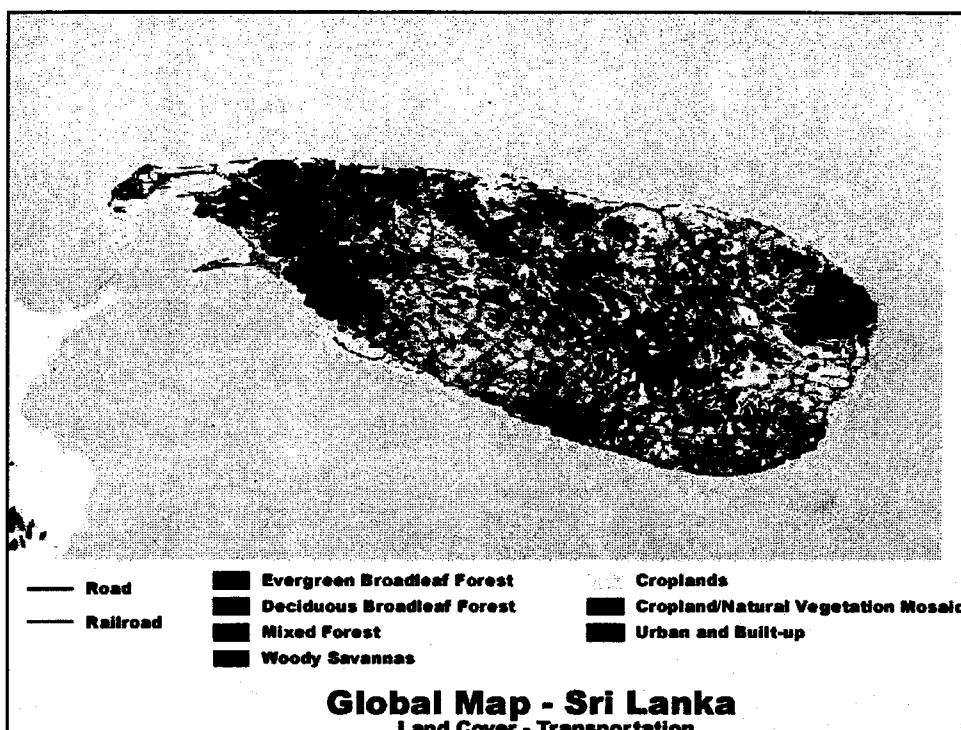 Road
Railroad
Evergreen Broadleaf Forest
Deciduous Broadleaf Forest
Mixed Forest
Woody Savannas
Croplands
Cropland/Natural Vegetation Mosaic
Urban and Built-up
Global Map - Sri Lanka
Land Cover - Transportation